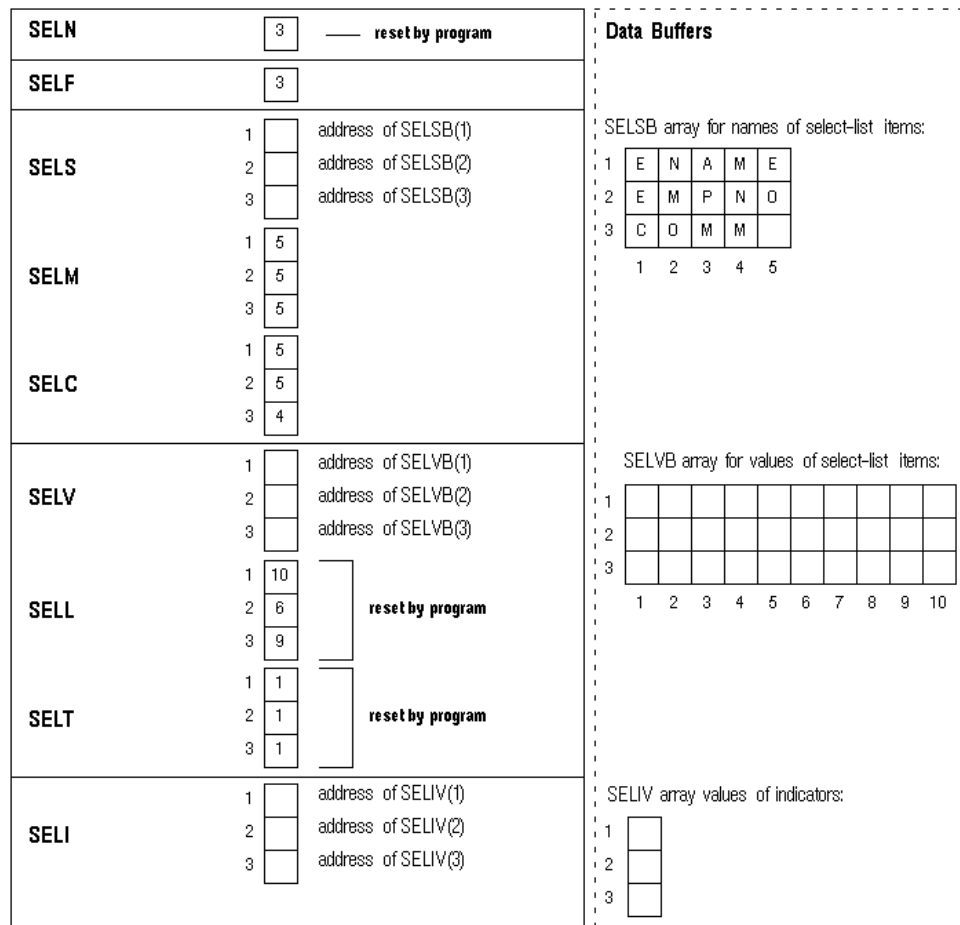 SELN 3 reset by program
SELF 3
SELS
1 address of SELSB(1)
2 address of SELSB(2)
3 address of SELSB(3)
SELM
1 5
2 5
3 5
SELC
1 5
2 5
3 4
SELV
1 address of SELVB(1)
2 address of SELVB(2)
3 address of SELVB(3)
SELL
1 10
2 6
3 9
reset by program
SELT
1 1
2 1
3 1
reset by program
SELI
1 address of SELIV(1)
2 address of SELIV(2)
3 address of SELIV(3)
Data Buffers
SELSB array for names of select-list items:
1 E N A M E
2 E M P N O
3 C O M M
1 2 3 4 5
SELVB array for values of select-list items:
1
2
3
1 2 3 4 5 6 7 8 9 10
SELIV array values of indicators:
1
2
3